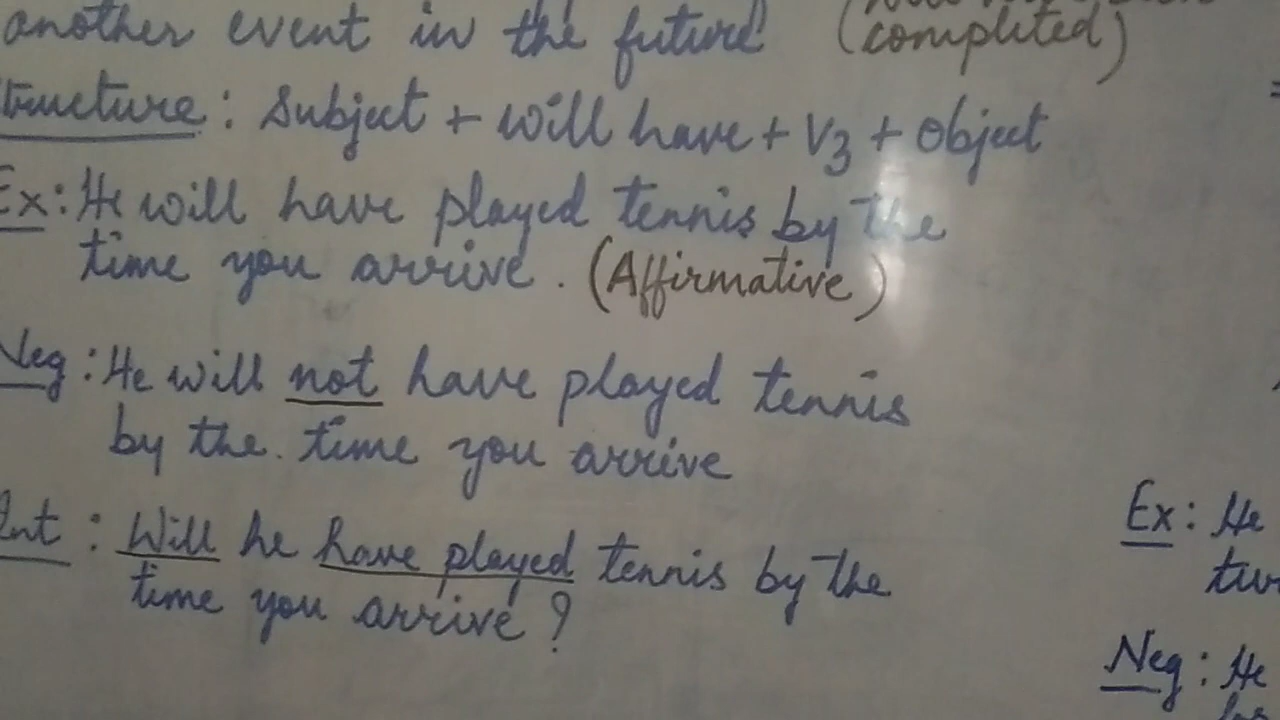 another event in the future (completed)
Structure: Subject + will have + V3 + Object
Ex: He will have played tennis by the
time you arrive. (Affirmative)
Neg: He will not have played tennis
by the time you arrive
Int: Will he have played tennis by the
time you arrive?
Ex: He
Neg: He